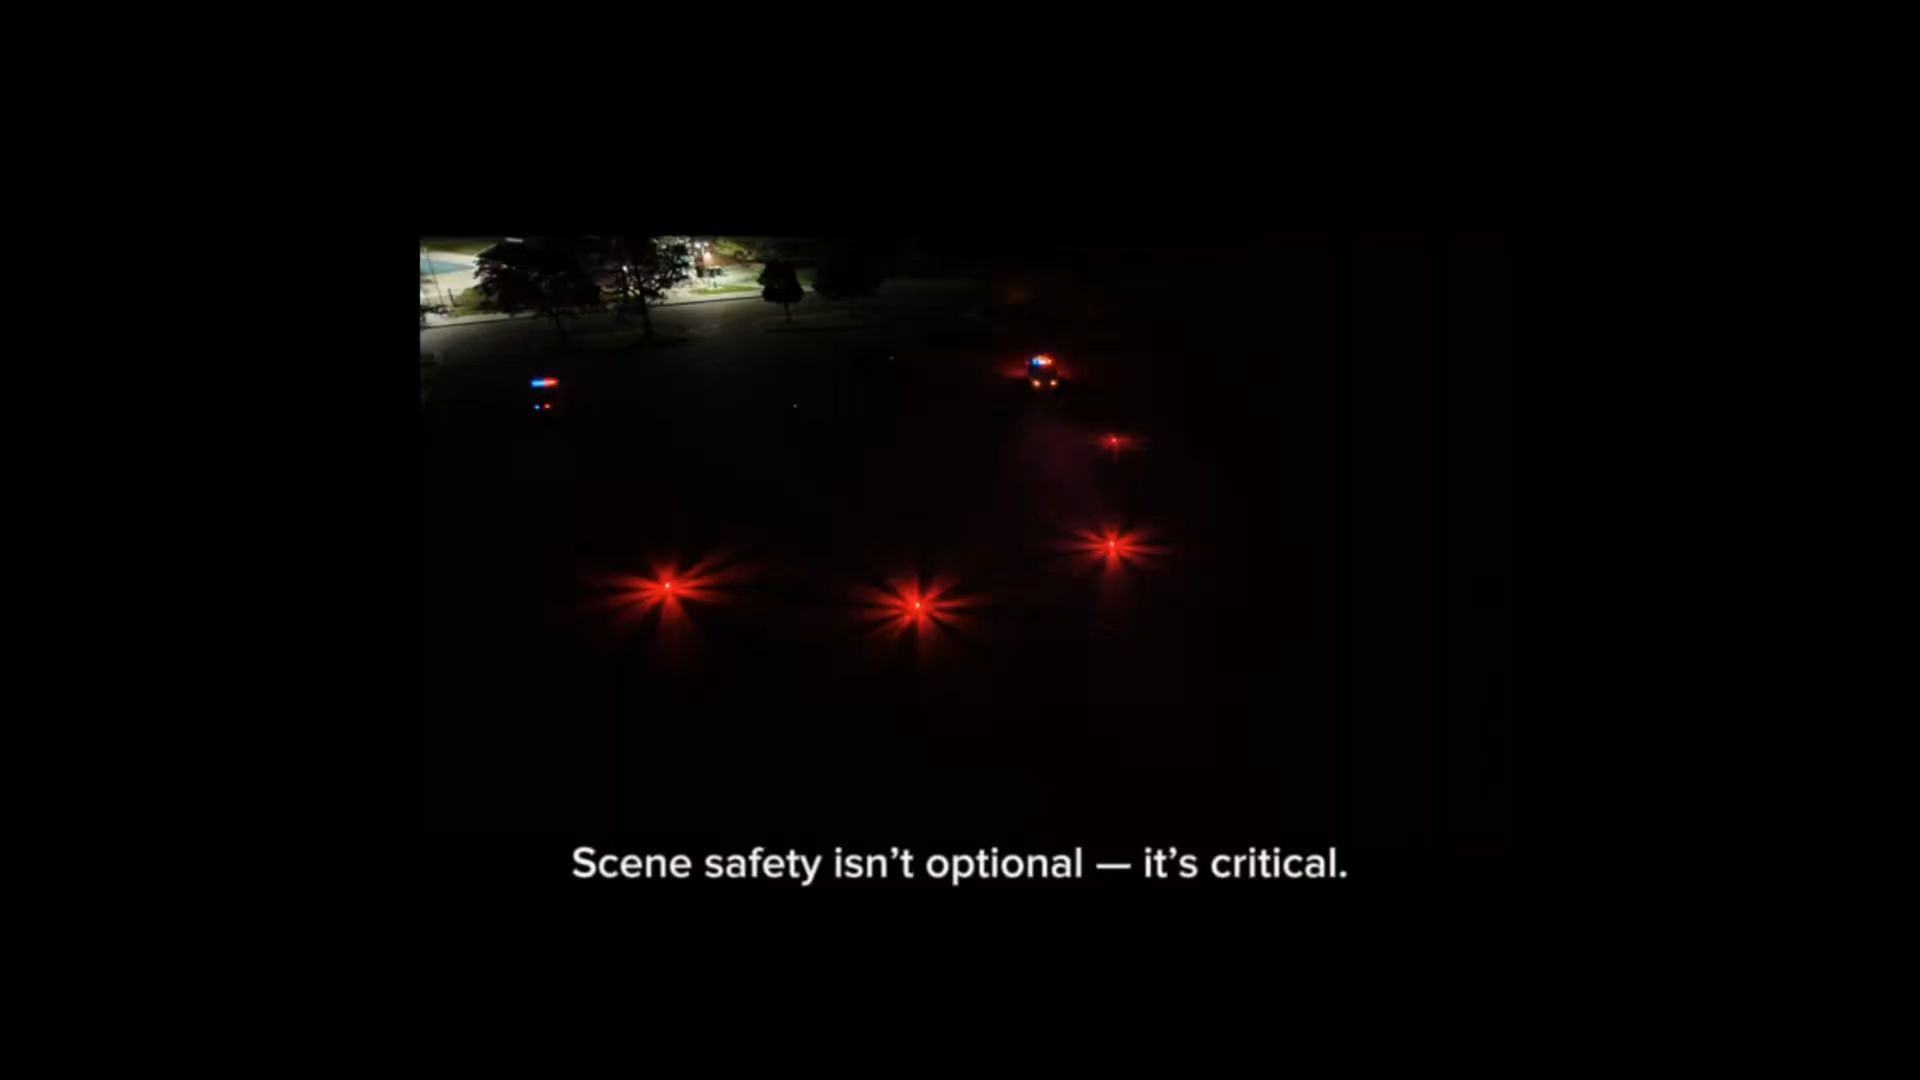 Scene safety isn’t optional — it’s critical.